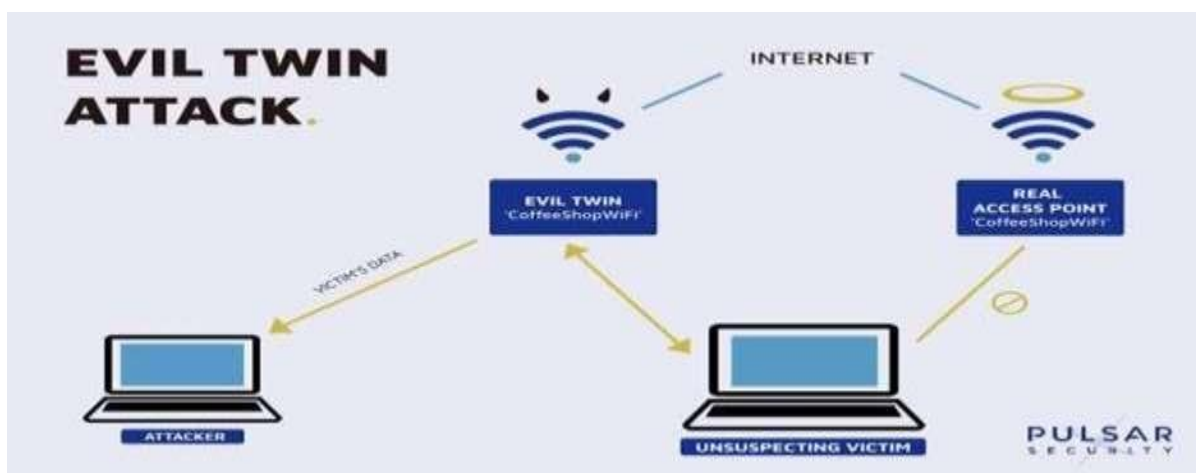 EVIL TWIN
ATTACK.
INTERNET
EVIL TWIN
'CoffeeShopWiFi'
REAL
ACCESS POINT
'CoffeeShopWiFi'
VICTIM'S DATA
ATTACKER
UNSUSPECTING VICTIM
PULSAR
SECURITY